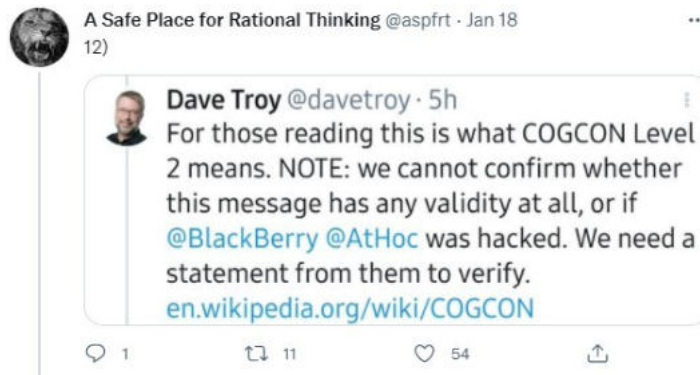 A Safe Place for Rational Thinking @aspfrt · Jan 18
12)
Dave Troy @davetroy · 5h
For those reading this is what COGCON Level
2 means. NOTE: we cannot confirm whether
this message has any validity at all, or if
@BlackBerry @AtHoc was hacked. We need a
statement from them to verify.
en.wikipedia.org/wiki/COGCON
1 11 54